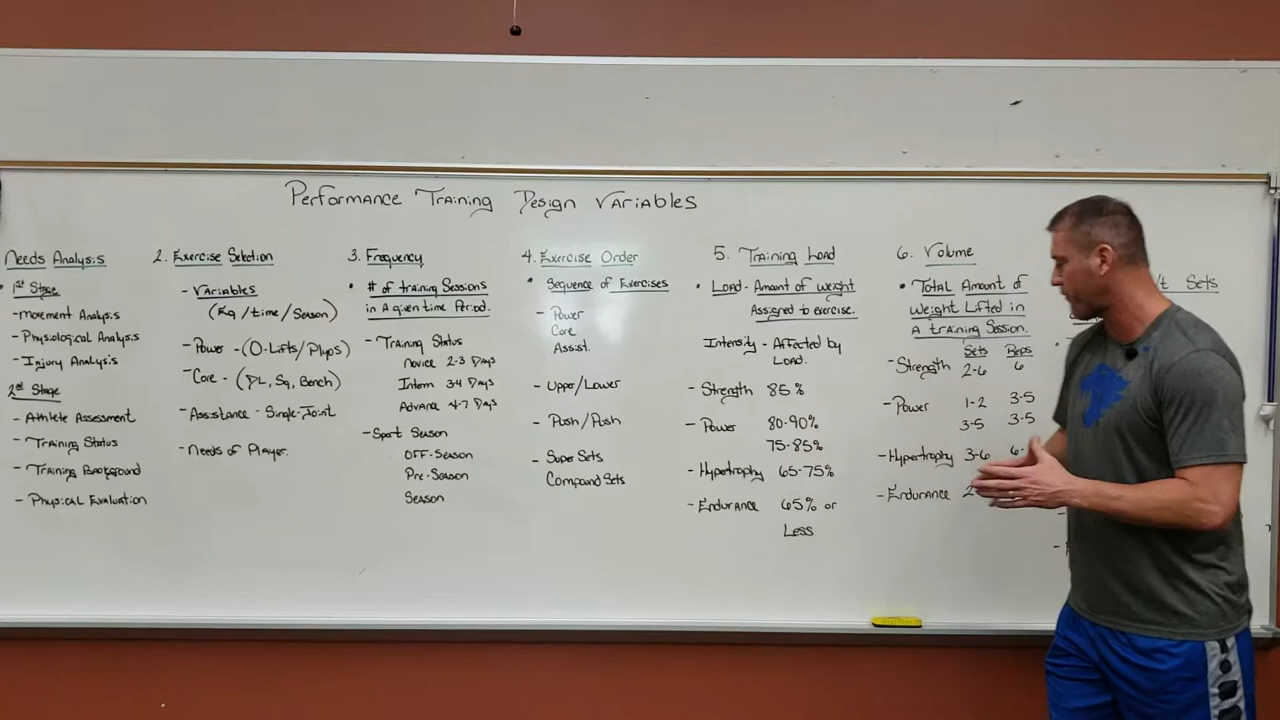 Performance Training Design Variables
Needs Analysis
1st Stage
-Movement Analysis
- Physiological Analysis
- Injury Analysis
2nd Stage
- Athlete Assessment
- Training Status
- Training Background
- Physical Evaluation
2. Exercise Selection
- Variables
(Eq/time/Season)
- Power -(O-Lifts/Plyos)
- Core - (DL, Sq, Bench)
- Assistance - Single-Joint
- Needs of Player.
3. Frequency
• # of training Sessions
in A given time Period.
- Training Status
Novice 2-3 Days
Interm 3-4 Days
Advance 4-7 Days
- Sport Season
OFF-Season
Pre-Season
Season
4. Exercise Order
• Sequence of Exercises
- Power
Core
Assist.
- Upper/Lower
- Push/Push
- Super Sets
Compound Sets
5. Training Load
• Load - Amount of weight
Assigned to exercise.
Intensity - Affected by
Load.
- Strength 85%
- Power 80-90%
75-85%
- Hypertrophy 65-75%
- Endurance 65% or
Less
6. Volume
• Total Amount of
Weight Lifted in
A training Session.
Sets Reps
- Strength 2-6 6
- Power 1-2 3-5
3-5 3-5
- Hypertrophy 3-6 6-
- Endurance 2
Sets